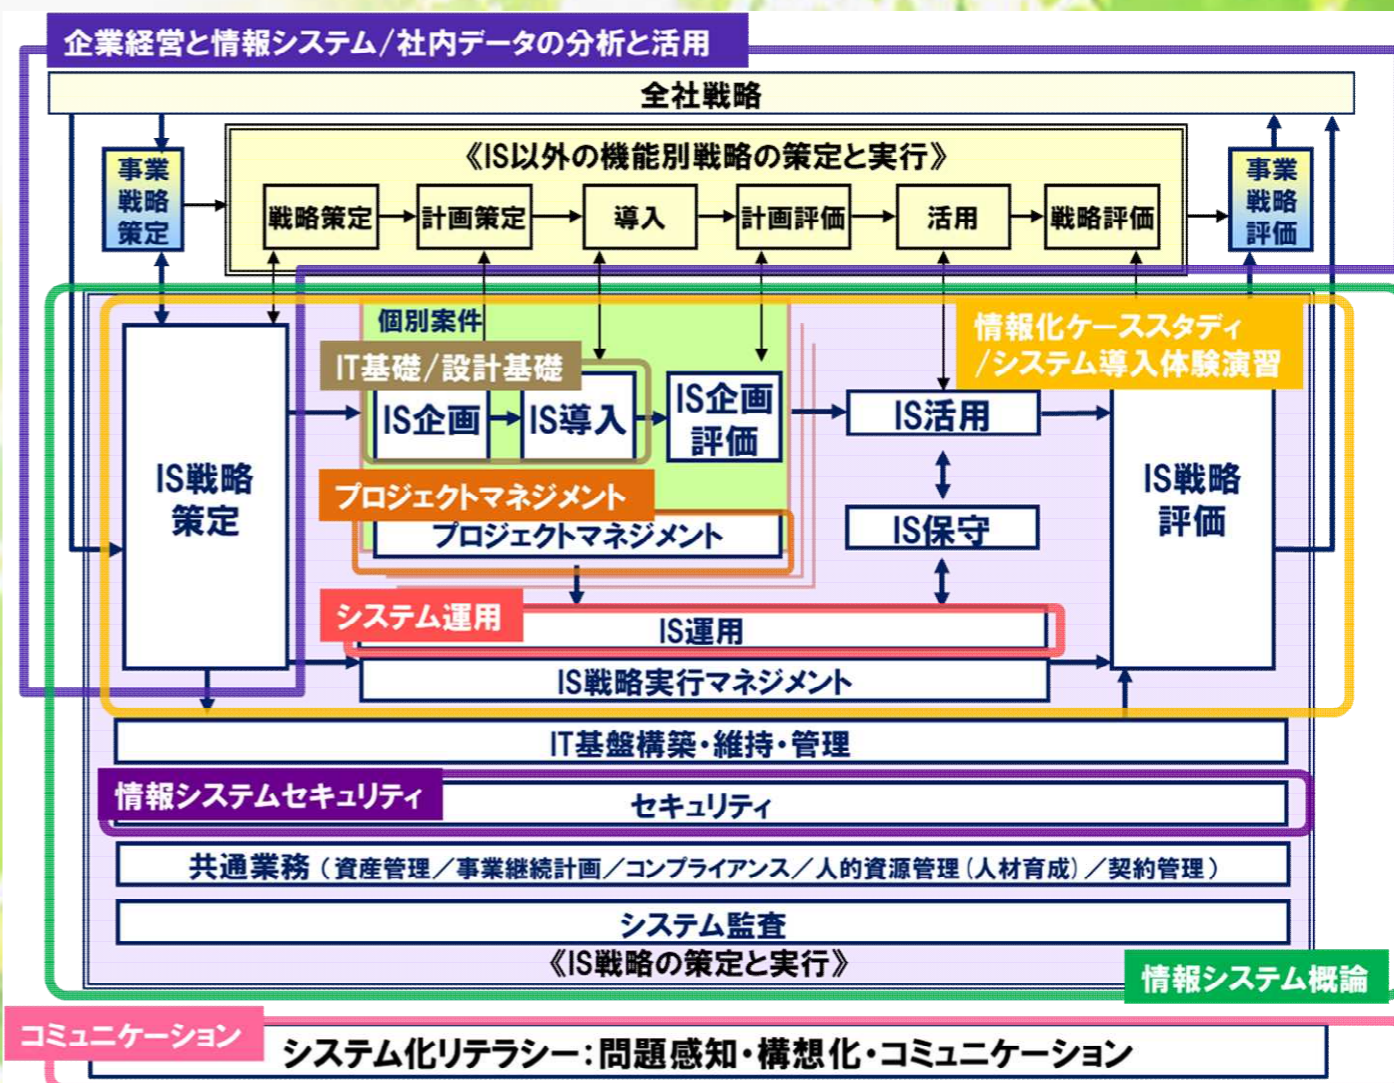 企業経営と情報システム/社内データの分析と活用
全社戦略
《IS以外の機能別戦略の策定と実行》
事業
戦略
策定
戦略策定
計画策定
導入
計画評価
活用
戦略評価
事業
戦略
評価
個別案件
情報化ケーススタディ
/システム導入体験演習
IT基礎/設計基礎
IS企画
IS導入
IS企画
評価
IS活用
IS戦略
策定
IS戦略
評価
プロジェクトマネジメント
プロジェクトマネジメント
IS保守
システム運用
IS運用
IS戦略実行マネジメント
IT基盤構築・維持・管理
情報システムセキュリティ
セキュリティ
共通業務(資産管理/事業継続計画/コンプライアンス/人的資源管理(人材育成)/契約管理)
システム監査
《IS戦略の策定と実行》
情報システム概論
コミュニケーション
システム化リテラシー:問題感知・構想化・コミュニケーション